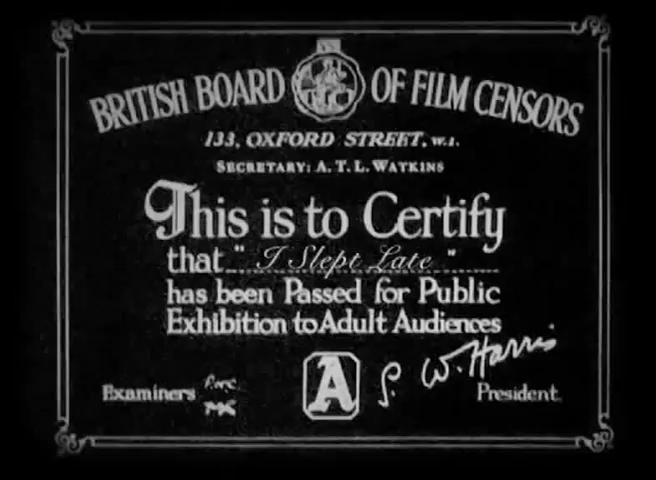 BRITISH BOARD OF FILM CENSORS
133, OXFORD STREET, W.1.
SECRETARY: A. T. L. WATKINS
This is to Certify
that "I Slept Late"
has been Passed for Public
Exhibition to Adult Audiences
Examiners
A
S. W. Harris
President.